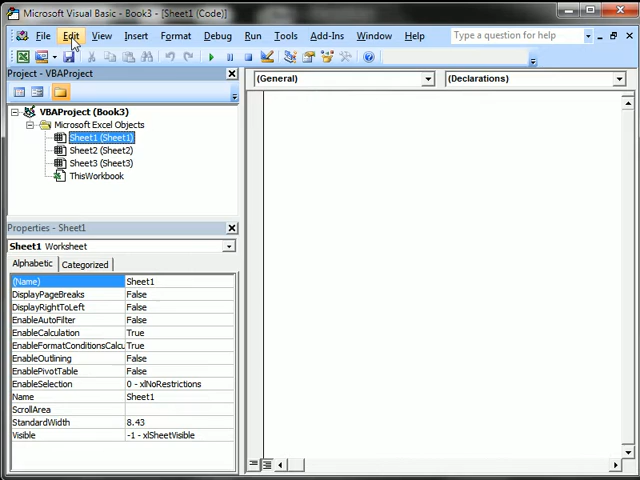 Microsoft Visual Basic - Book3 - [Sheet1 (Code)]
File Edit View Insert Format Debug Run Tools Add-Ins Window Help Type a question for help
Project - VBAProject
(General) (Declarations)
VBAProject (Book3)
Microsoft Excel Objects
Sheet1 (Sheet1)
Sheet2 (Sheet2)
Sheet3 (Sheet3)
ThisWorkbook
Properties - Sheet1
Sheet1 Worksheet
Alphabetic Categorized
(Name) Sheet1
DisplayPageBreaks False
DisplayRightToLeft False
EnableAutoFilter False
EnableCalculation True
EnableFormatConditionsCalcu True
EnableOutlining False
EnablePivotTable False
EnableSelection 0 - xlNoRestrictions
Name Sheet1
ScrollArea
StandardWidth 8.43
Visible -1 - xlSheetVisible